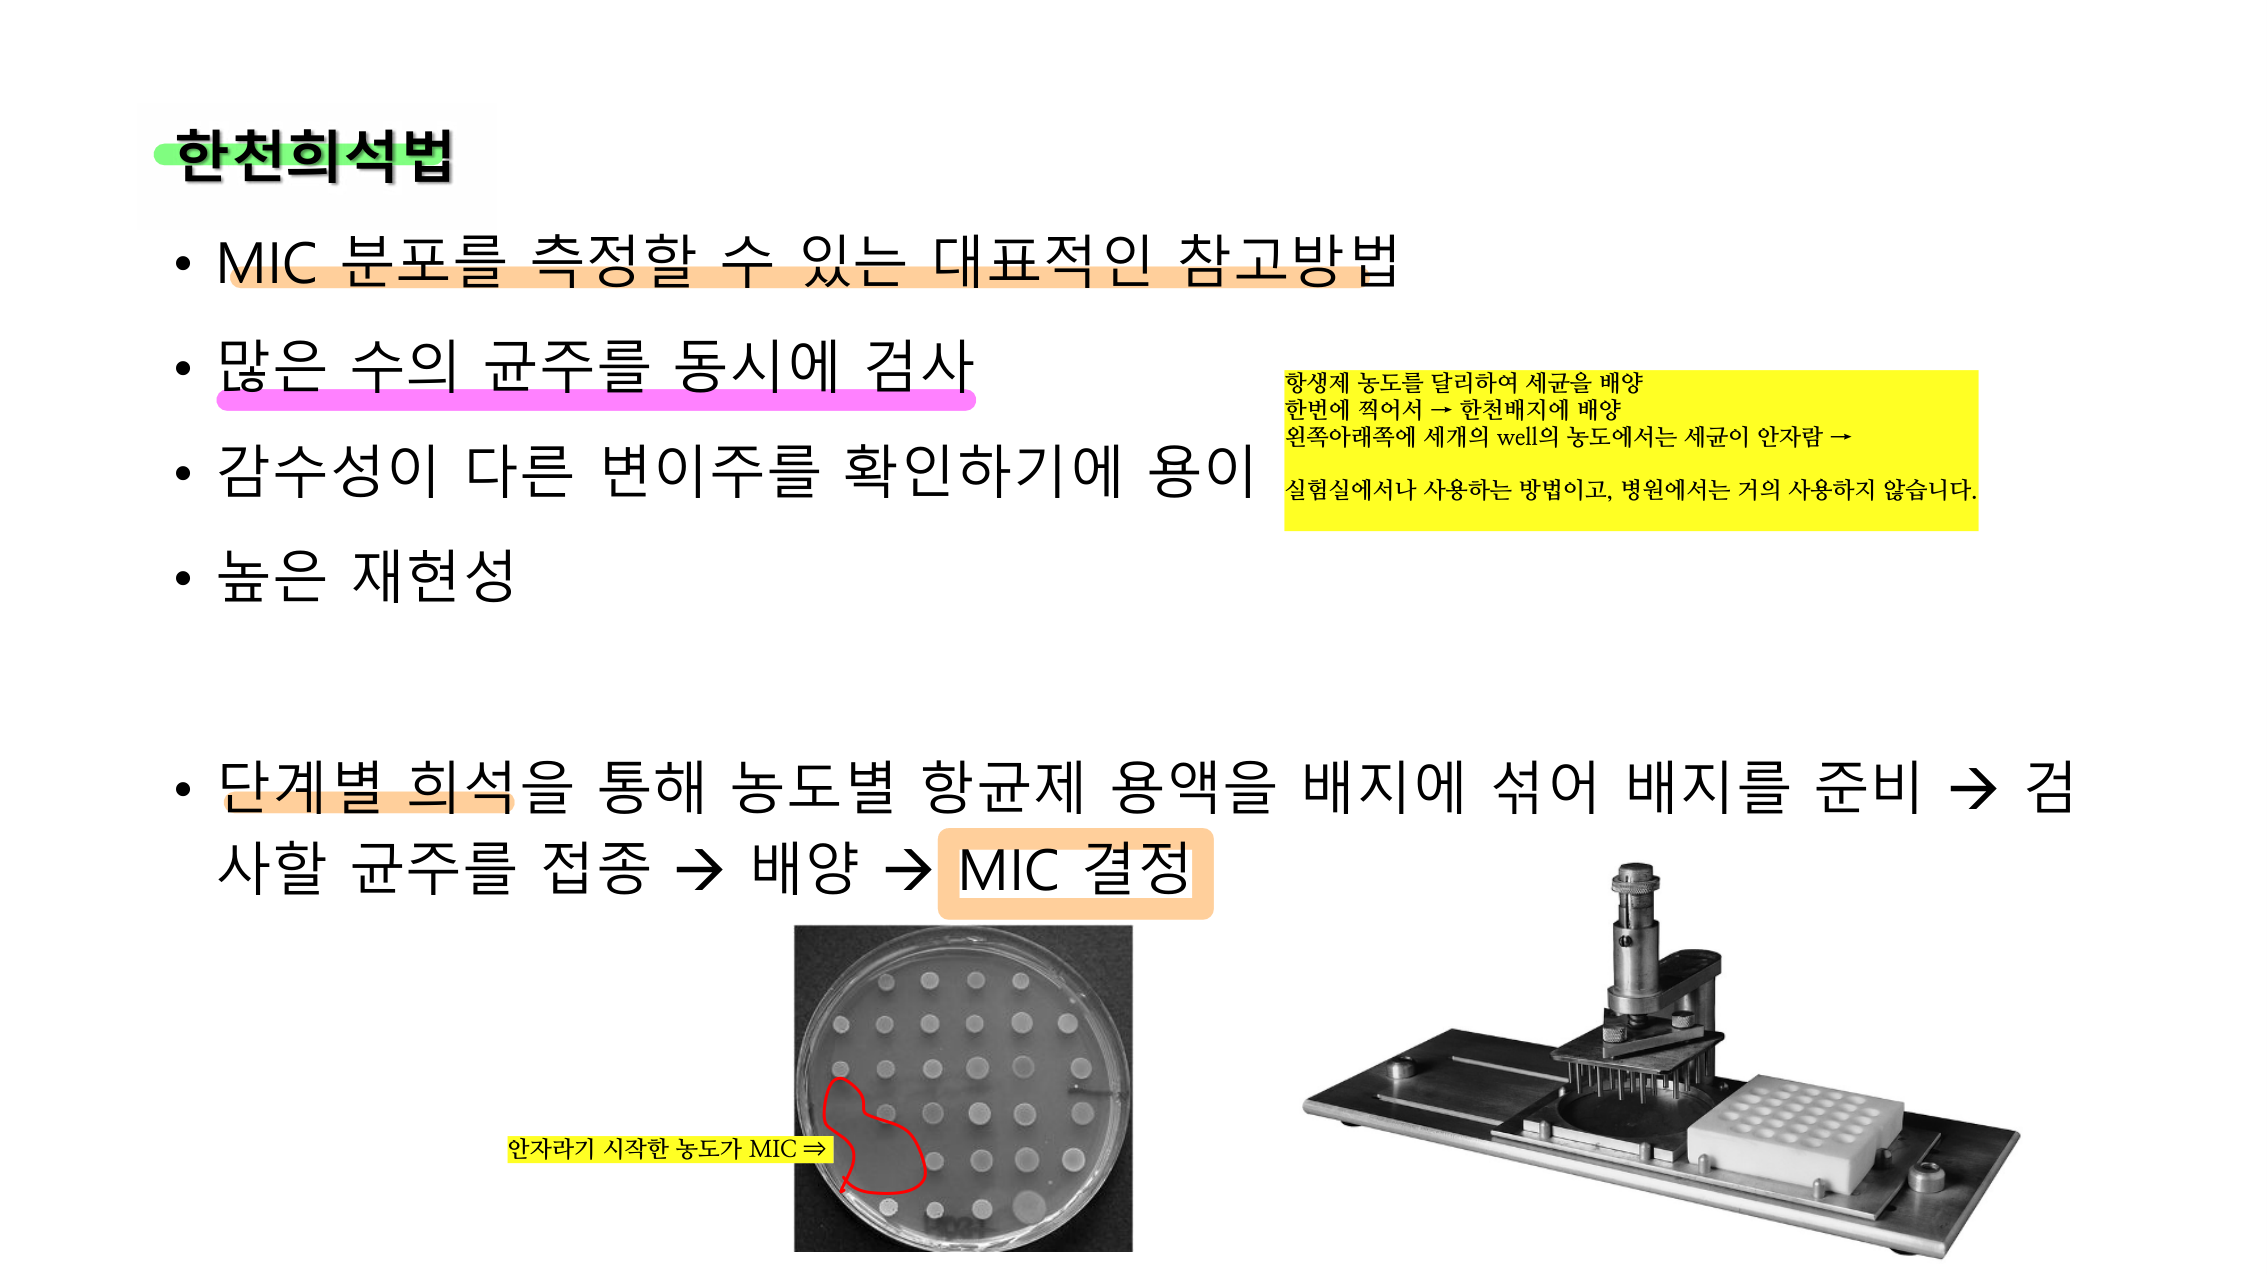 한천희석법
• MIC 분포를 측정할 수 있는 대표적인 참고방법
• 많은 수의 균주를 동시에 검사
• 감수성이 다른 변이주를 확인하기에 용이
• 높은 재현성
항생제 농도를 달리하여 세균을 배양
한번에 찍어서 → 한천배지에 배양
왼쪽아래쪽에 세개의 well의 농도에서는 세균이 안자람 →
실험실에서나 사용하는 방법이고, 병원에서는 거의 사용하지 않습니다.
• 단계별 희석을 통해 농도별 항균제 용액을 배지에 섞어 배지를 준비 → 검
사할 균주를 접종 → 배양 → MIC 결정
안자라기 시작한 농도가 MIC ⇒